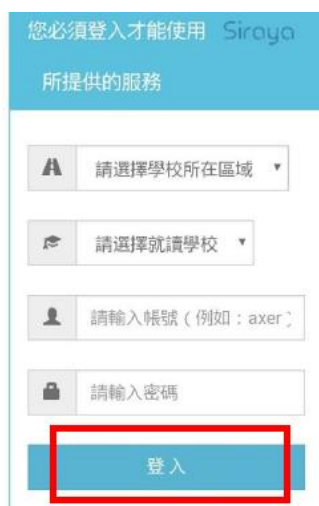 您必須登入才能使用 Siraya
所提供的服務
請選擇學校所在區域
請選擇就讀學校
請輸入帳號(例如：axer)
請輸入密碼
登入